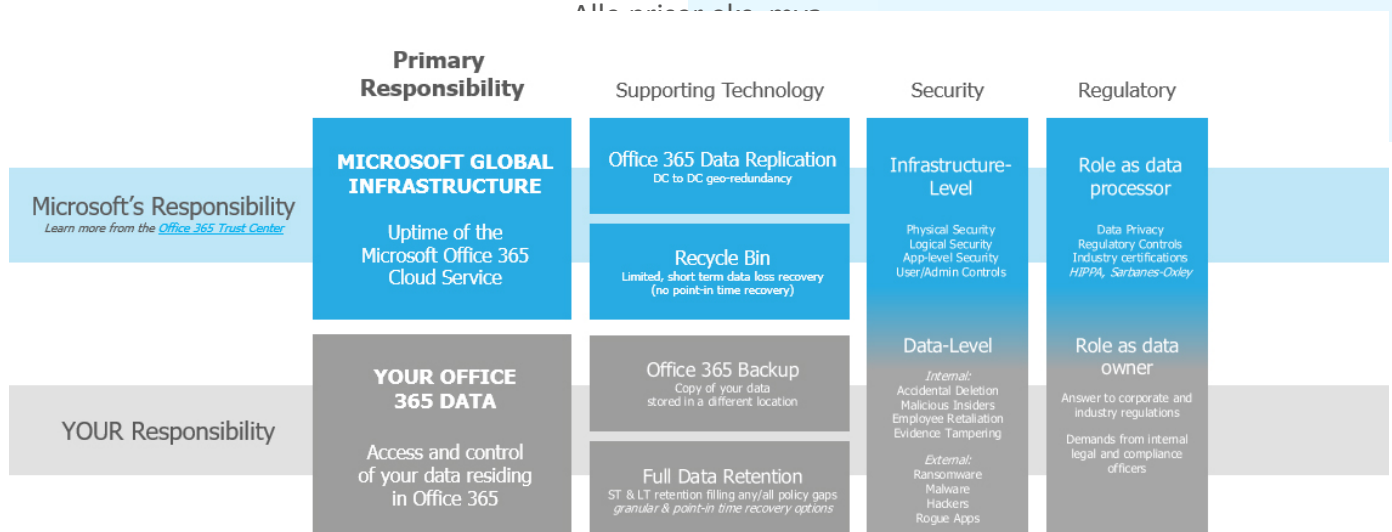 Primary
Responsibility
Supporting Technology
Security
Regulatory
Microsoft's Responsibility
Learn more from the Office 365 Trust Center
MICROSOFT GLOBAL
INFRASTRUCTURE
Uptime of the
Microsoft Office 365
Cloud Service
Office 365 Data Replication
DC to DC geo-redundancy
Recycle Bin
Limited, short term data loss recovery
(no point-in time recovery)
Infrastructure-
Level
Physical Security
Logical Security
App-level Security
User/Admin Controls
Role as data
processor
Data Privacy
Regulatory Controls
Industry certifications
HIPPA, Sarbanes-Oxley
YOUR Responsibility
YOUR OFFICE
365 DATA
Access and control
of your data residing
in Office 365
Office 365 Backup
Copy of your data
stored in a different location
Full Data Retention
ST & LT retention filling any/all policy gaps
granular & point-in time recovery options
Data-Level
Internal:
Accidental Deletion
Malicious Insiders
Employee Retaliation
Evidence Tampering
External:
Ransomware
Malware
Hackers
Rogue Apps
Role as data
owner
Answer to corporate and
industry regulations
Demands from internal
legal and compliance
officers